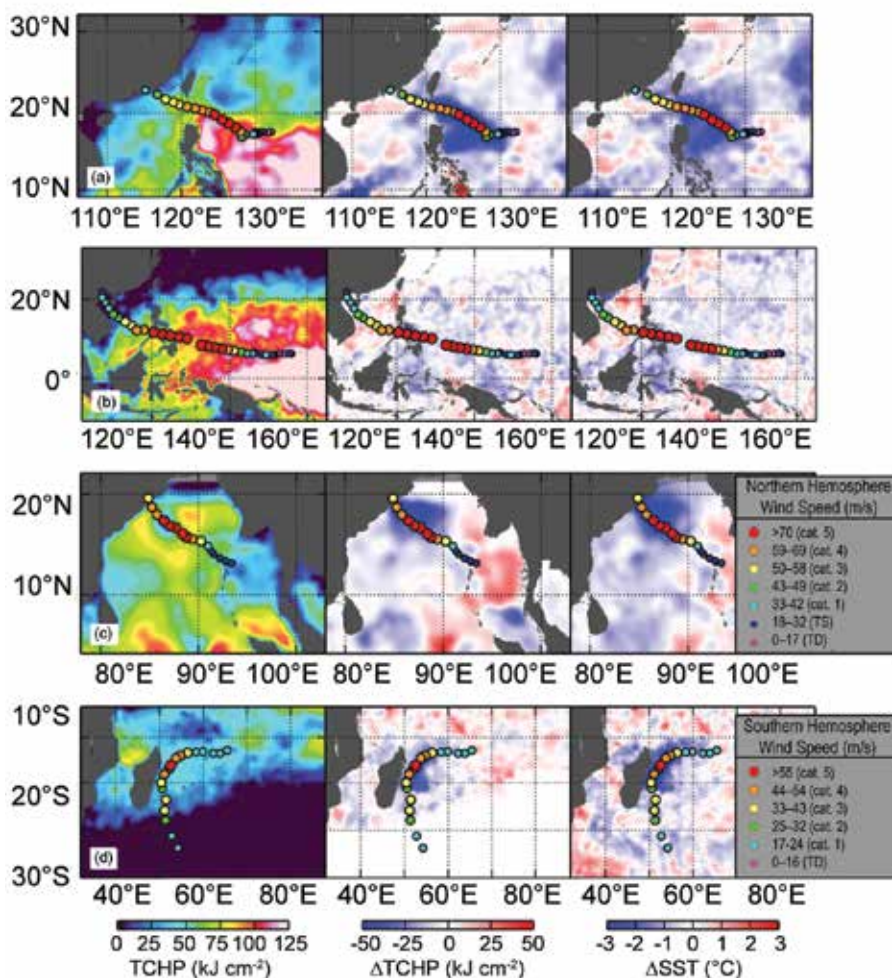 30°N
20°N
10°N
(a)
110°E 120°E 130°E 110°E 120°E 130°E 110°E 120°E 130°E
20°N
0°
(b)
120°E 140°E 160°E 120°E 140°E 160°E 120°E 140°E 160°E
20°N
10°N
(c)
80°E 90°E 100°E 80°E 90°E 100°E 80°E 90°E 100°E
Northern Hemosphere
Wind Speed (m/s)
>70 (cat. 5)
59–69 (cat. 4)
50–58 (cat. 3)
43–49 (cat. 2)
33–42 (cat. 1)
18–32 (TS)
0–17 (TD)
10°S
20°S
30°S
(d)
40°E 60°E 80°E 40°E 60°E 80°E 40°E 60°E 80°E
Southern Hemosphere
Wind Speed (m/s)
>55 (cat. 5)
44–54 (cat. 4)
33–43 (cat. 3)
25–32 (cat. 2)
17-24 (cat. 1)
0–16 (TD)
0 25 50 75 100 125
TCHP (kJ cm⁻²)
-50 -25 0 25 50
ΔTCHP (kJ cm⁻²)
-3 -2 -1 0 1 2 3
ΔSST (°C)